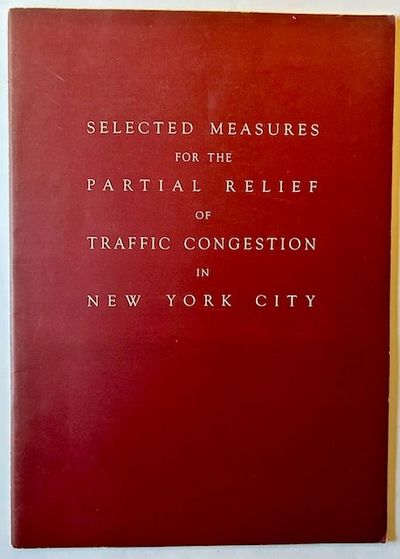 SELECTED MEASURES
FOR THE
PARTIAL RELIEF
OF
TRAFFIC CONGESTION
IN
NEW YORK CITY